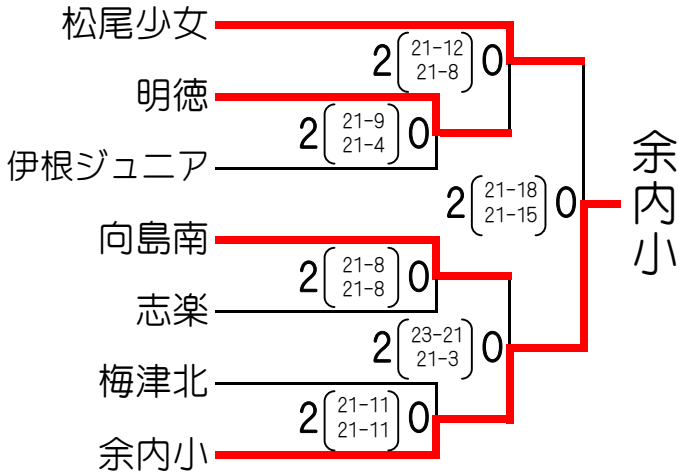 松尾少女
2 21-12 0
21-8
明徳
2 21-9 0
21-4
伊根ジュニア
2 21-18 0
21-15
余内小
向島南
2 21-8 0
21-8
志楽
2 23-21 0
21-3
梅津北
2 21-11 0
21-11
余内小